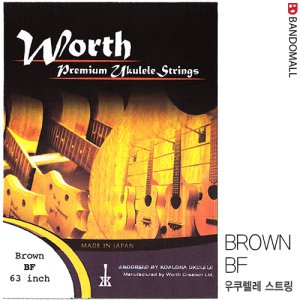 Worth
Premium Ukulele Strings
MADE IN JAPAN
Brown
BF
63 inch
ENDORSED BY KOALOHA UKULELE
Manufactured by Worth Creation Ltd.
BANDOMALL
BROWN
BF
우쿠렐레 스트링